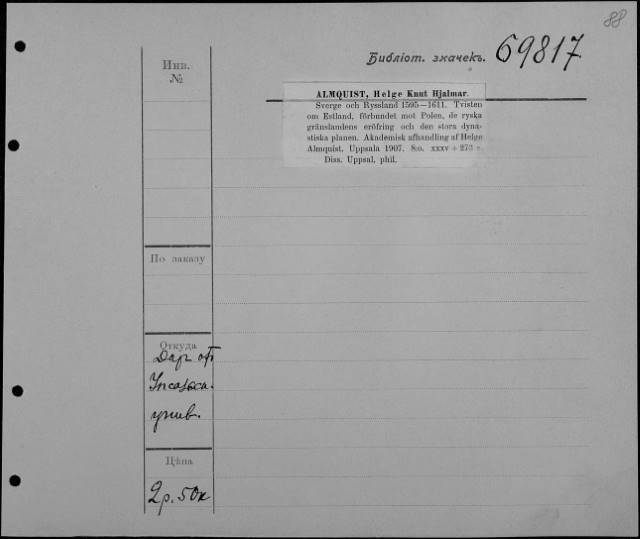 88
Библіот. значекъ. 69817
Инв.
№
ALMQUIST, Helge Knut Hjalmar.
Sverge och Ryssland 1595—1611. Tvisten
om Estland, förbundet mot Polen, de ryska
gränslandens eröfring och den stora dyna-
stiska planen. Akademisk afhandling af Helge
Almquist. Uppsala 1907. 8:o. xxxv + 273 s.
Diss. Uppsal. phil.
По заказу
Откуда
Даръ отъ
Упсальск.
унив.
Цѣна
2р. 50к